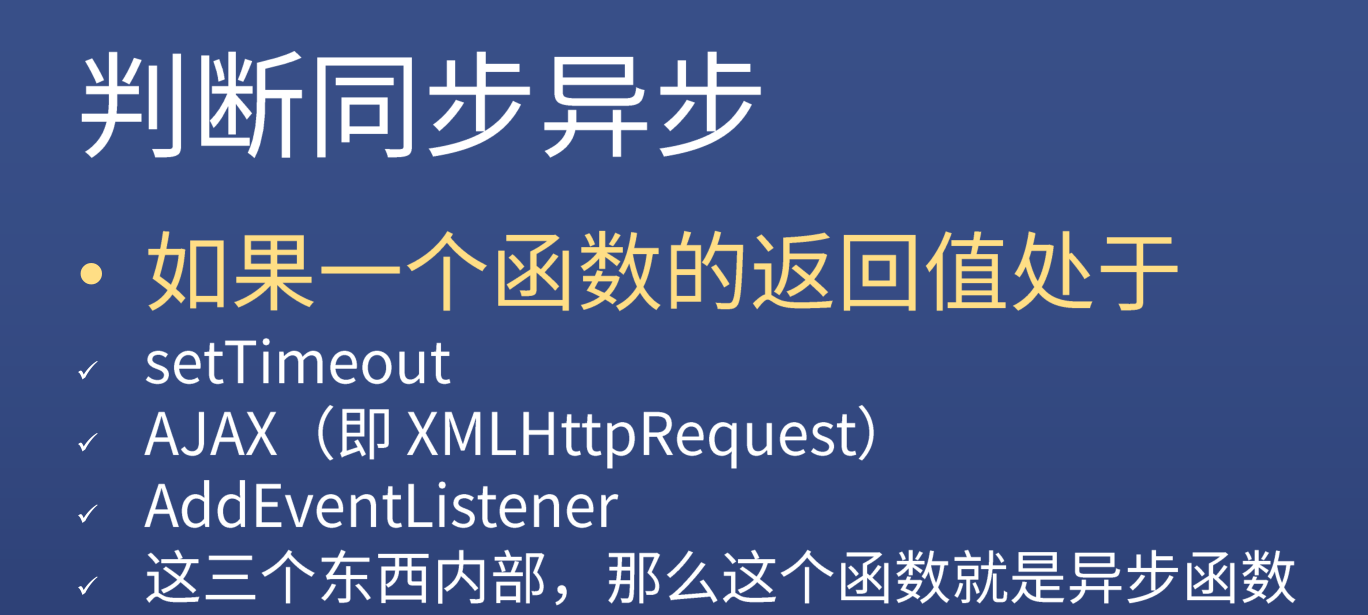 判断同步异步
• 如果一个函数的返回值处于
✓ setTimeout
✓ AJAX（即 XMLHttpRequest）
✓ AddEventListener
✓ 这三个东西内部，那么这个函数就是异步函数